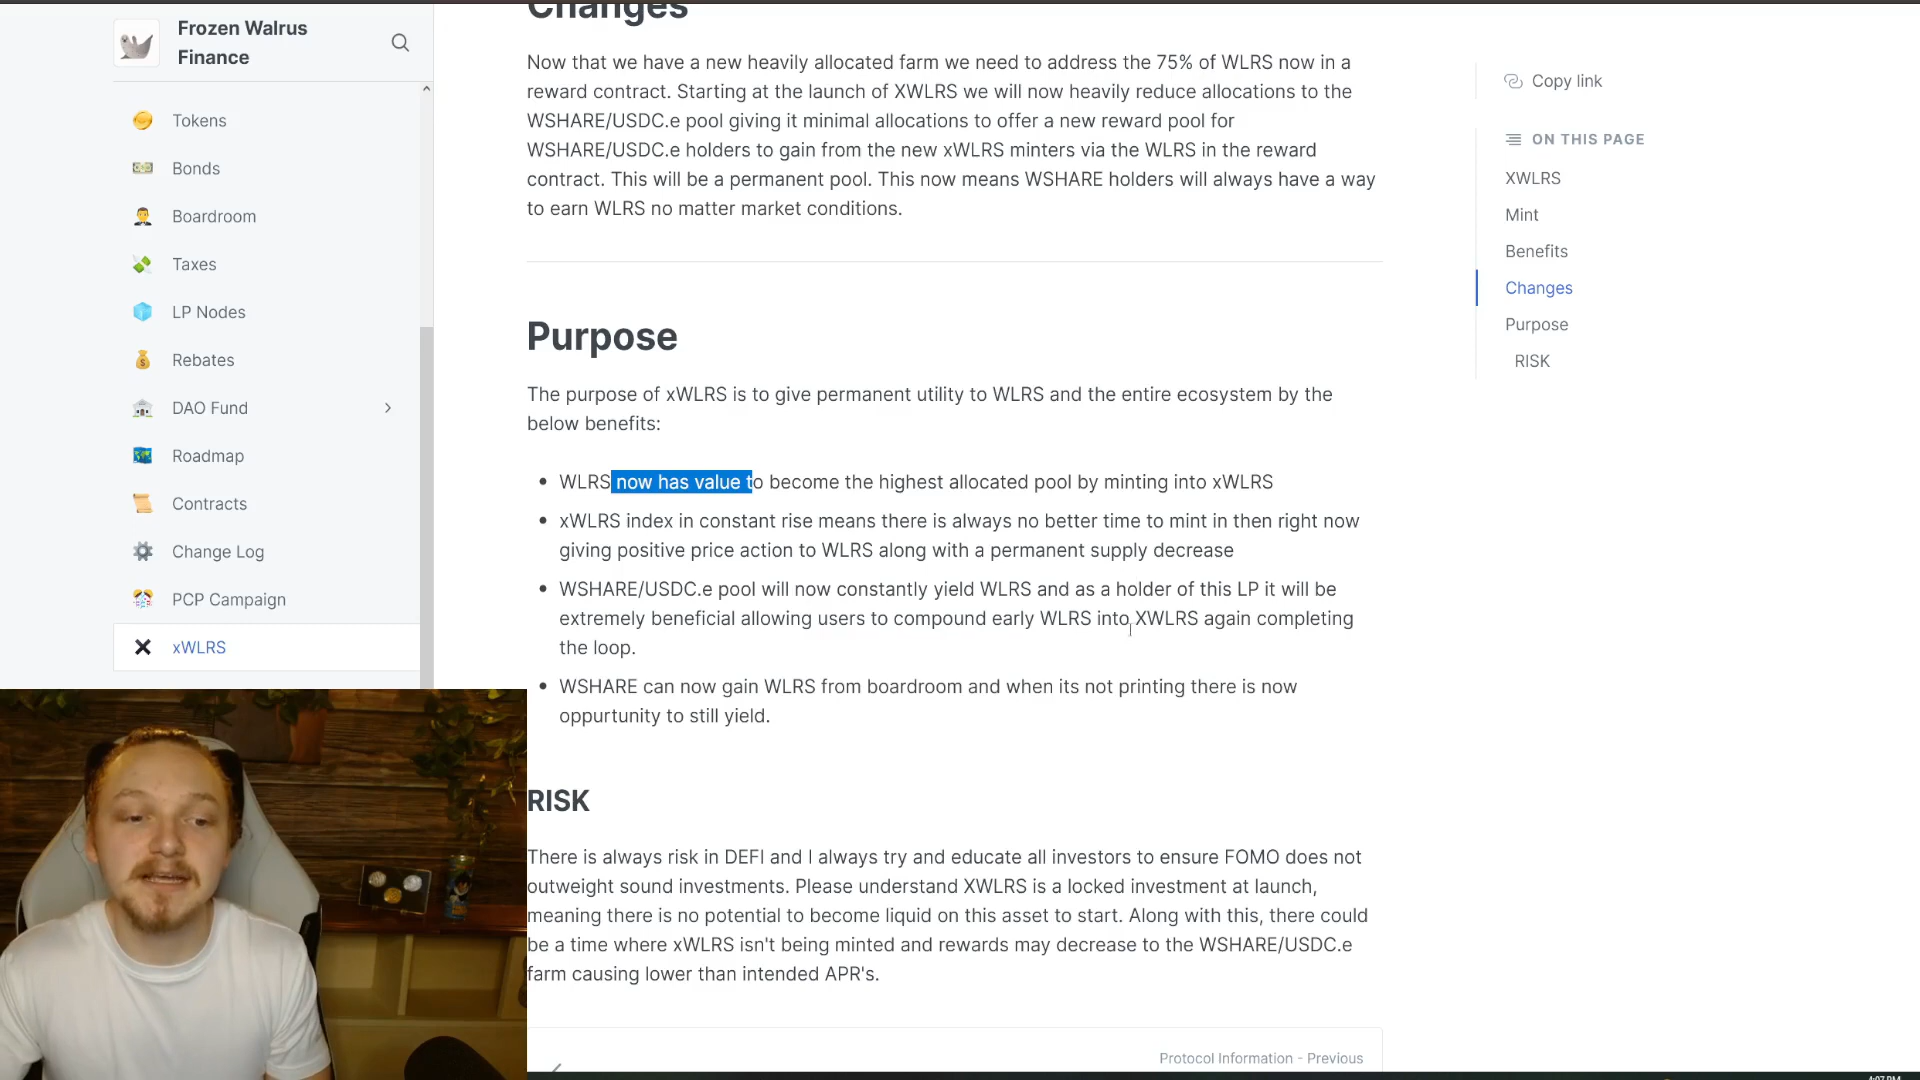 Frozen Walrus
Finance
Tokens
Bonds
Boardroom
Taxes
LP Nodes
Rebates
DAO Fund
Roadmap
Contracts
Change Log
PCP Campaign
xWLRS
Changes
Now that we have a new heavily allocated farm we need to address the 75% of WLRS now in a
reward contract. Starting at the launch of XWLRS we will now heavily reduce allocations to the
WSHARE/USDC.e pool giving it minimal allocations to offer a new reward pool for
WSHARE/USDC.e holders to gain from the new xWLRS minters via the WLRS in the reward
contract. This will be a permanent pool. This now means WSHARE holders will always have a way
to earn WLRS no matter market conditions.
Purpose
The purpose of xWLRS is to give permanent utility to WLRS and the entire ecosystem by the
below benefits:
• WLRS now has value to become the highest allocated pool by minting into xWLRS
• xWLRS index in constant rise means there is always no better time to mint in then right now
giving positive price action to WLRS along with a permanent supply decrease
• WSHARE/USDC.e pool will now constantly yield WLRS and as a holder of this LP it will be
extremely beneficial allowing users to compound early WLRS into XWLRS again completing
the loop.
• WSHARE can now gain WLRS from boardroom and when its not printing there is now
oppurtunity to still yield.
RISK
There is always risk in DEFI and I always try and educate all investors to ensure FOMO does not
outweight sound investments. Please understand XWLRS is a locked investment at launch,
meaning there is no potential to become liquid on this asset to start. Along with this, there could
be a time where xWLRS isn't being minted and rewards may decrease to the WSHARE/USDC.e
farm causing lower than intended APR's.
Protocol Information - Previous
Copy link
ON THIS PAGE
XWLRS
Mint
Benefits
Changes
Purpose
RISK